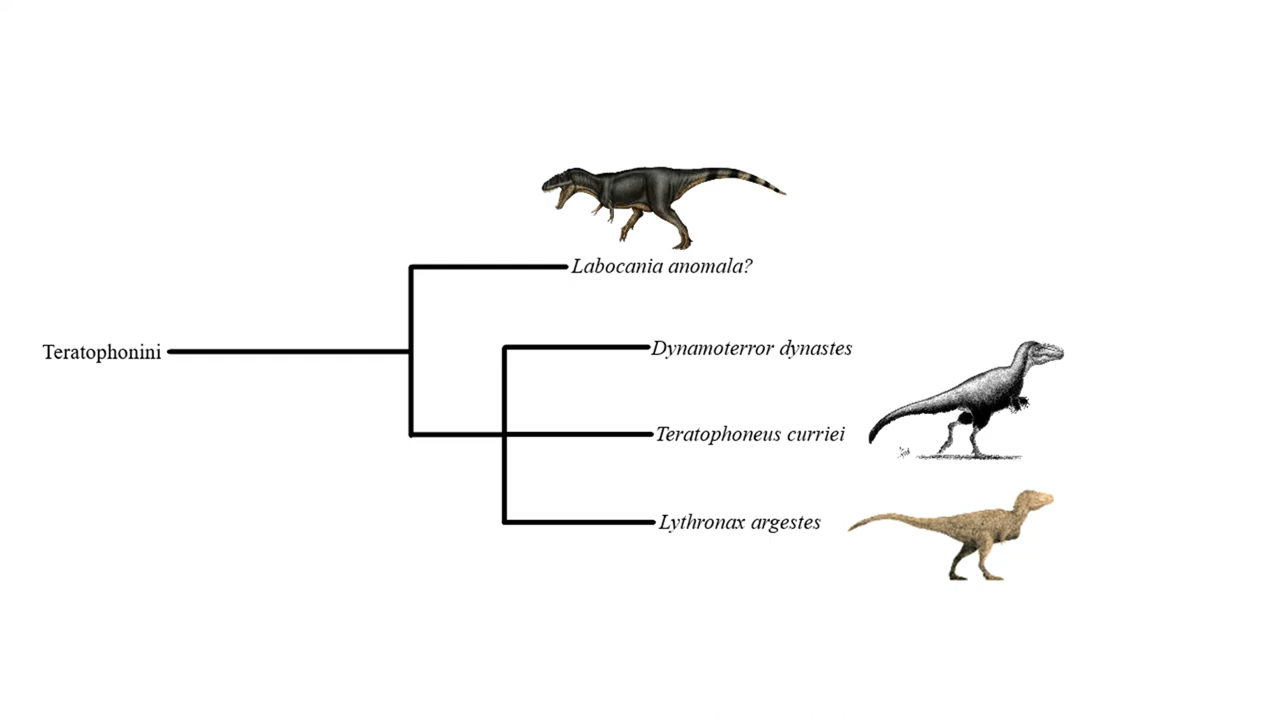 Labocania anomala?
Dynamoterror dynastes
Teratophonini
Teratophoneus curriei
Lythronax argestes